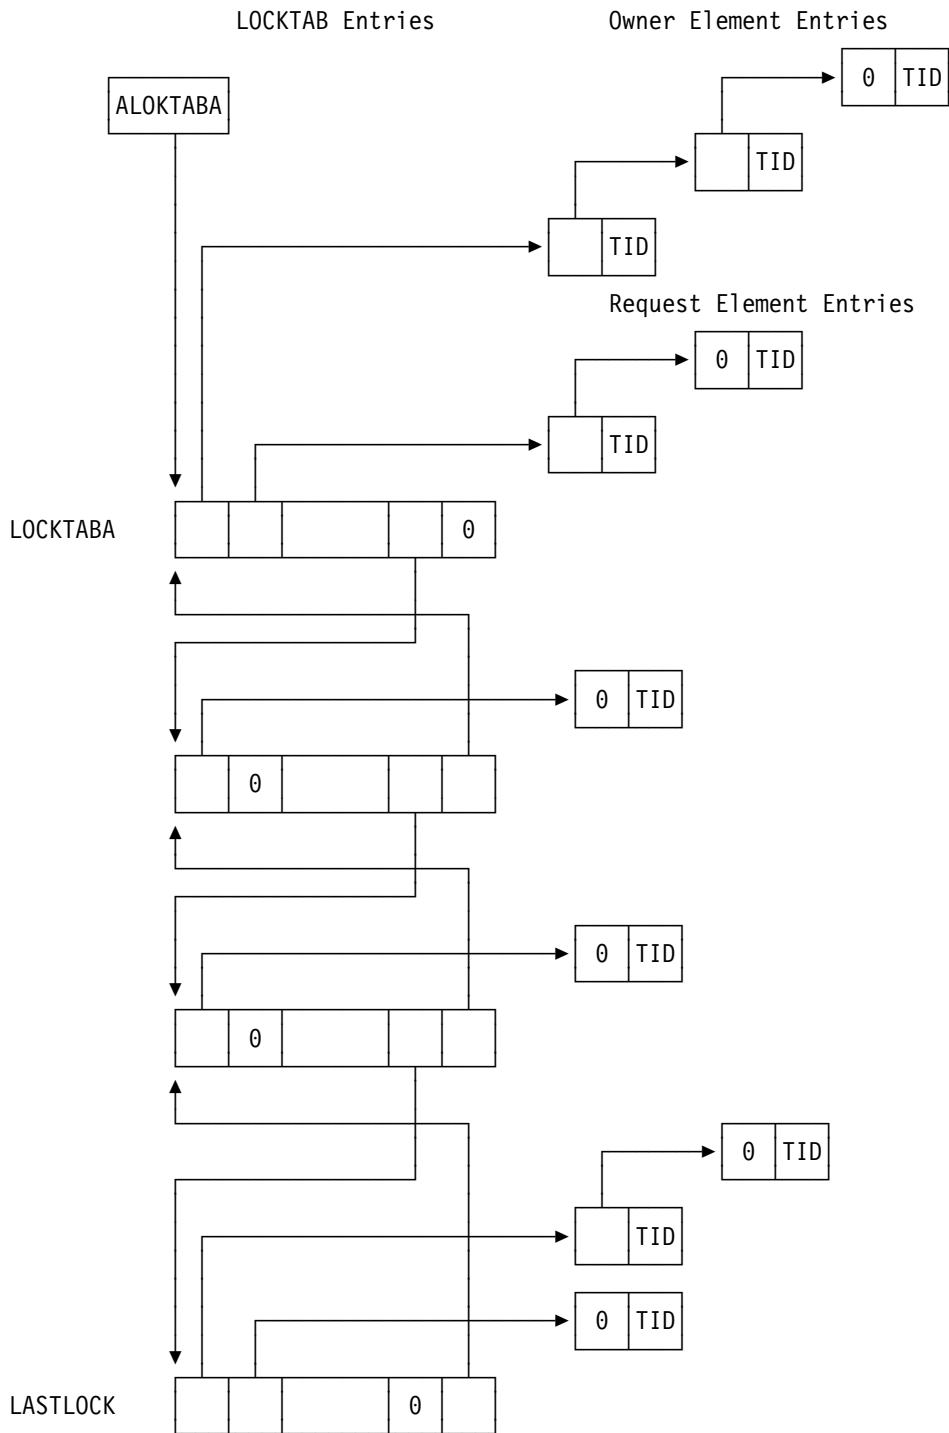 LOCKTAB Entries Owner Element Entries
0 TID
ALOKTABA
TID
TID
Request Element Entries
0 TID
TID
LOCKTABA 0
0 TID
0
0 TID
0
0 TID
TID
0 TID
LASTLOCK 0